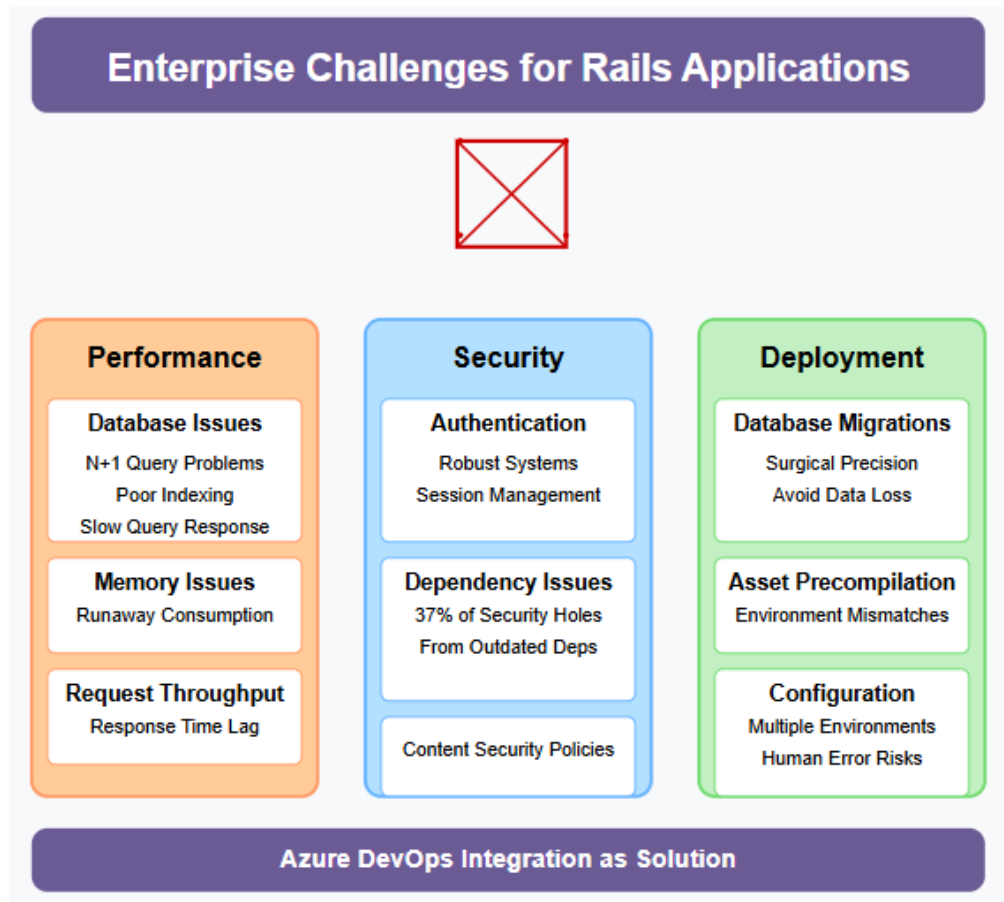 Enterprise Challenges for Rails Applications
Performance
Database Issues
N+1 Query Problems
Poor Indexing
Slow Query Response
Memory Issues
Runaway Consumption
Request Throughput
Response Time Lag
Security
Authentication
Robust Systems
Session Management
Dependency Issues
37% of Security Holes
From Outdated Deps
Content Security Policies
Deployment
Database Migrations
Surgical Precision
Avoid Data Loss
Asset Precompilation
Environment Mismatches
Configuration
Multiple Environments
Human Error Risks
Azure DevOps Integration as Solution